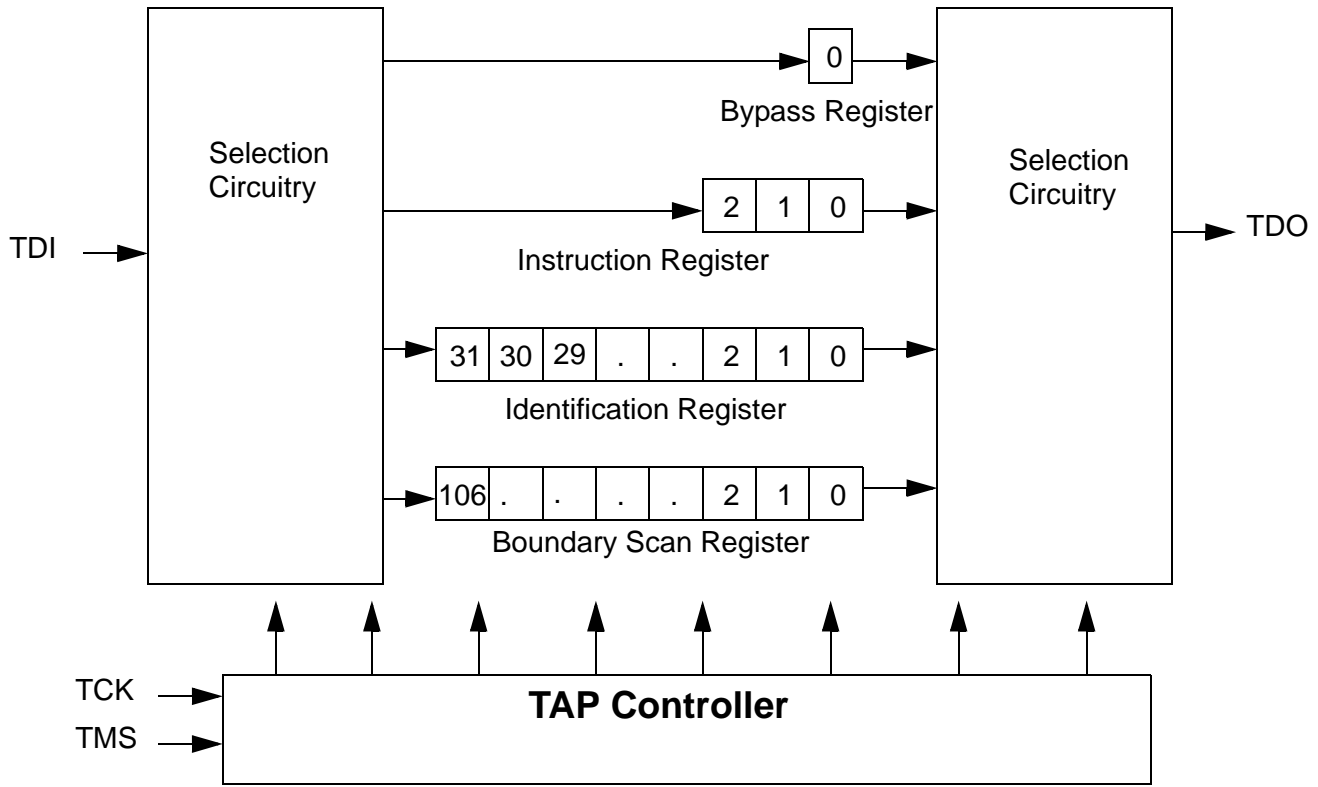 0
Bypass Register
Selection
Circuitry
Selection
Circuitry
2 1 0
TDI
TDO
Instruction Register
31 30 29 . . 2 1 0
Identification Register
106 . . . . 2 1 0
Boundary Scan Register
TCK
TAP Controller
TMS